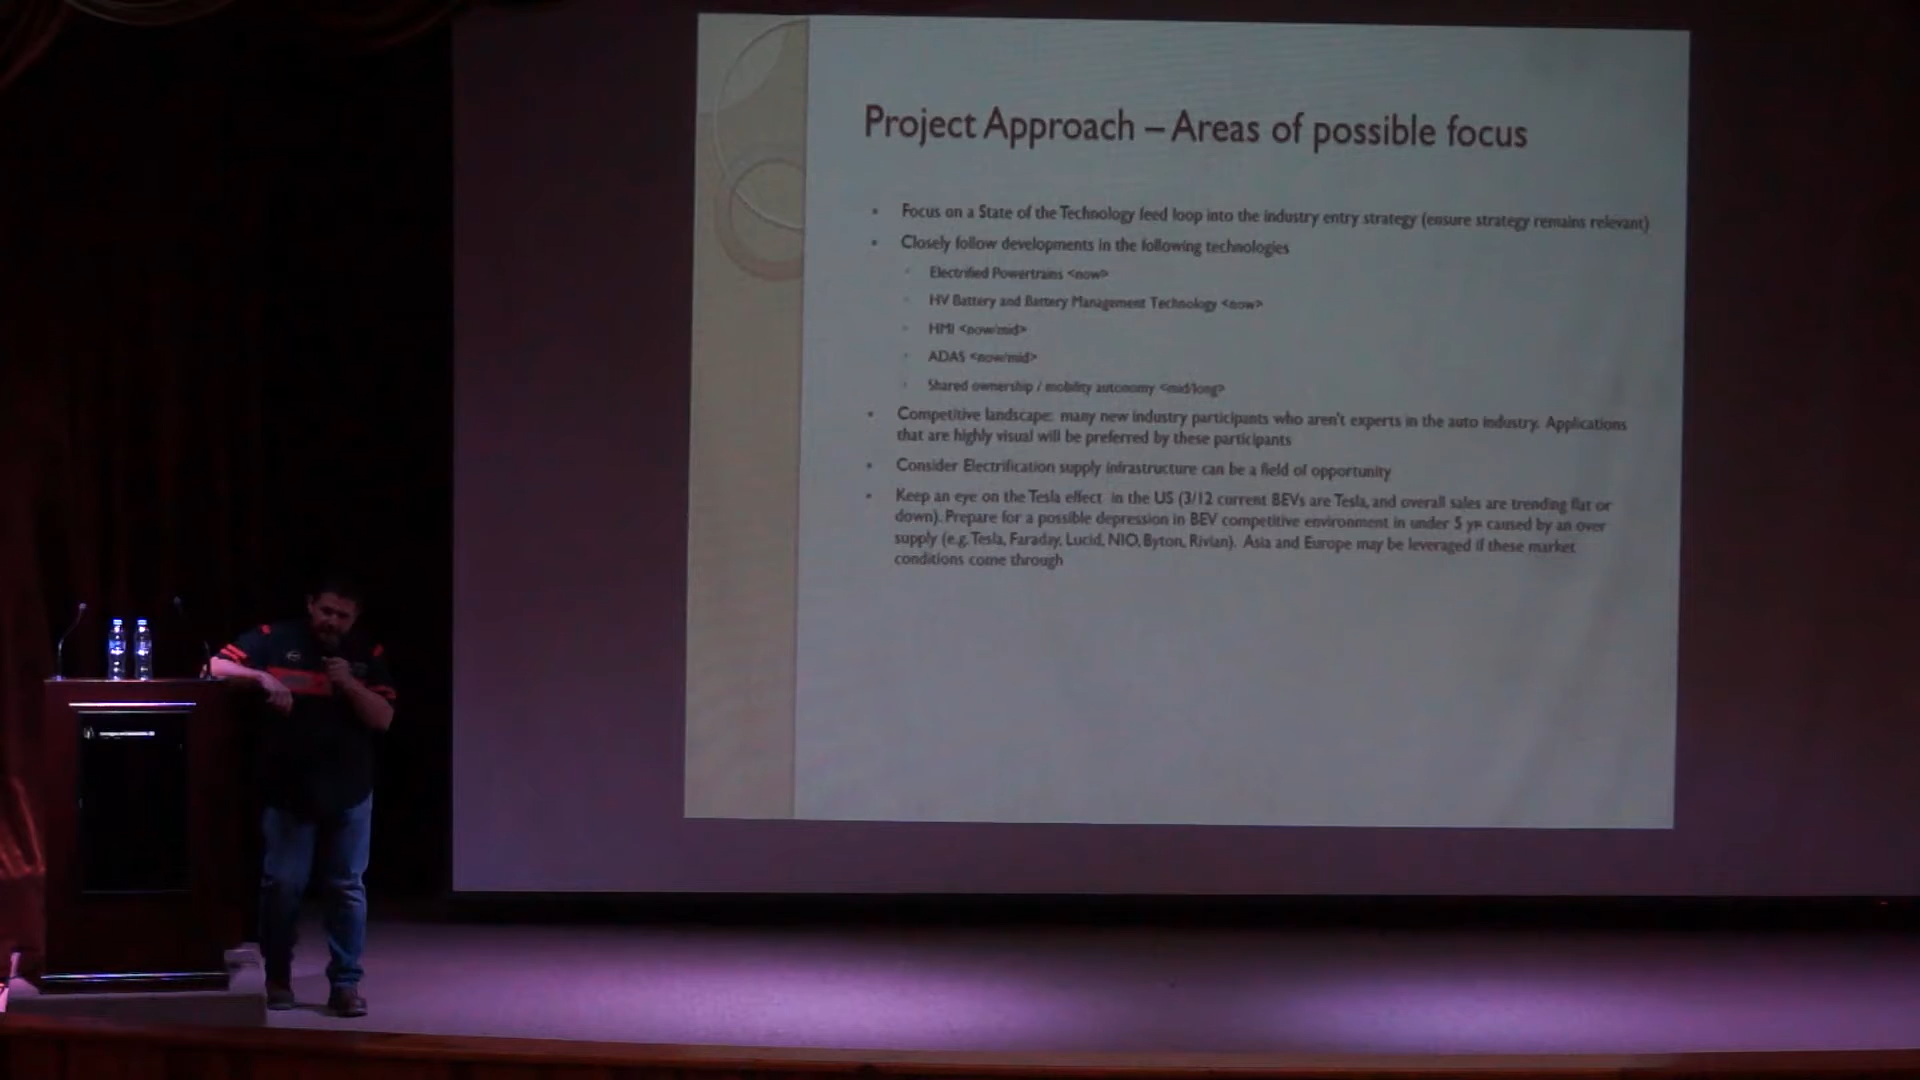 Project Approach – Areas of possible focus
Focus on a State of the Technology feed loop into the industry entry strategy (ensure strategy remains relevant)
Closely follow developments in the following technologies
Electrified Powertrains <now>
HV Battery and Battery Management Technology <now>
HMI <now/mid>
ADAS <now/mid>
Shared ownership / mobility autonomy <mid/long>
Competitive landscape: many new industry participants who aren't experts in the auto industry. Applications
that are highly visual will be preferred by these participants
Consider Electrification supply infrastructure can be a field of opportunity
Keep an eye on the Tesla effect in the US (3/12 current BEVs are Tesla, and overall sales are trending flat or
down). Prepare for a possible depression in BEV competitive environment in under 5 yr caused by an over
supply (e.g. Tesla, Faraday, Lucid, NIO, Byton, Rivian). Asia and Europe may be leveraged if these market
conditions come through